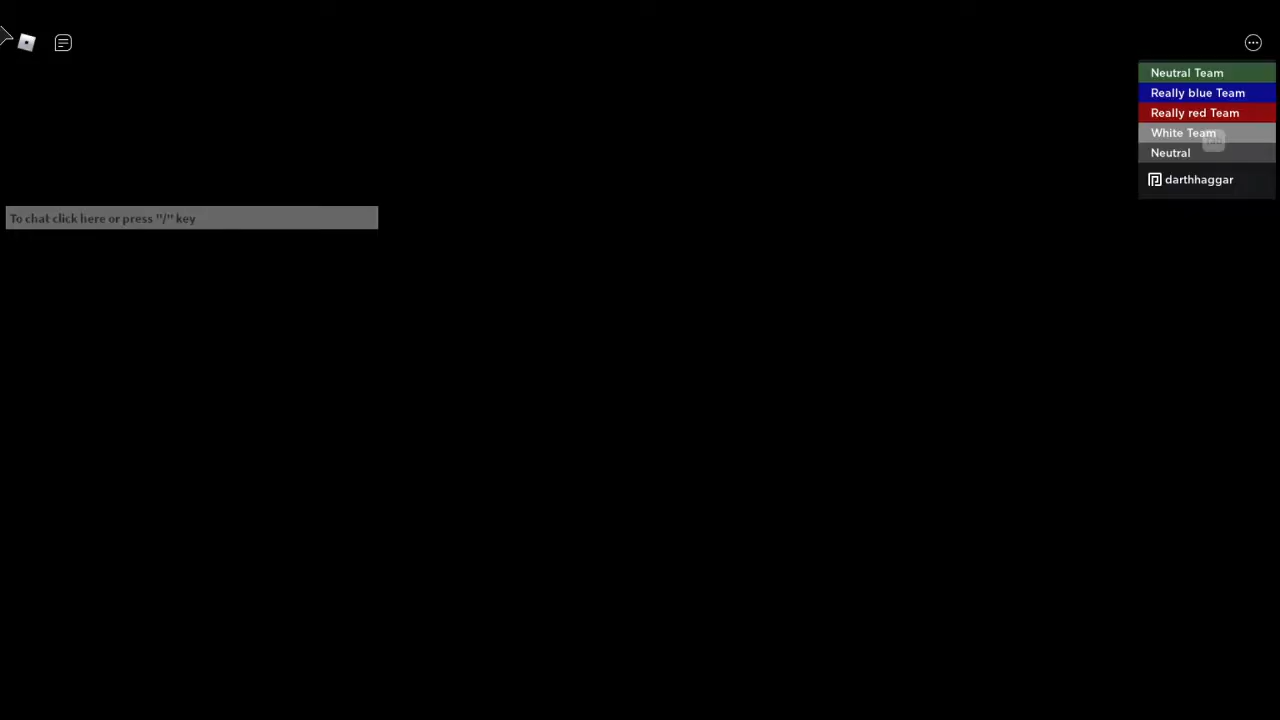 Neutral Team
Really blue Team
Really red Team
White Team
Neutral
darthhaggar
To chat click here or press "/" key